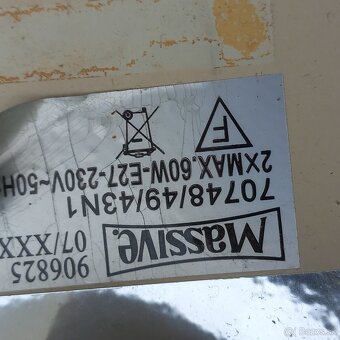 MASSIVE.
906825
07/XXX
70748/49/43N1
2xMAX.60W-E27-230V~50H
F